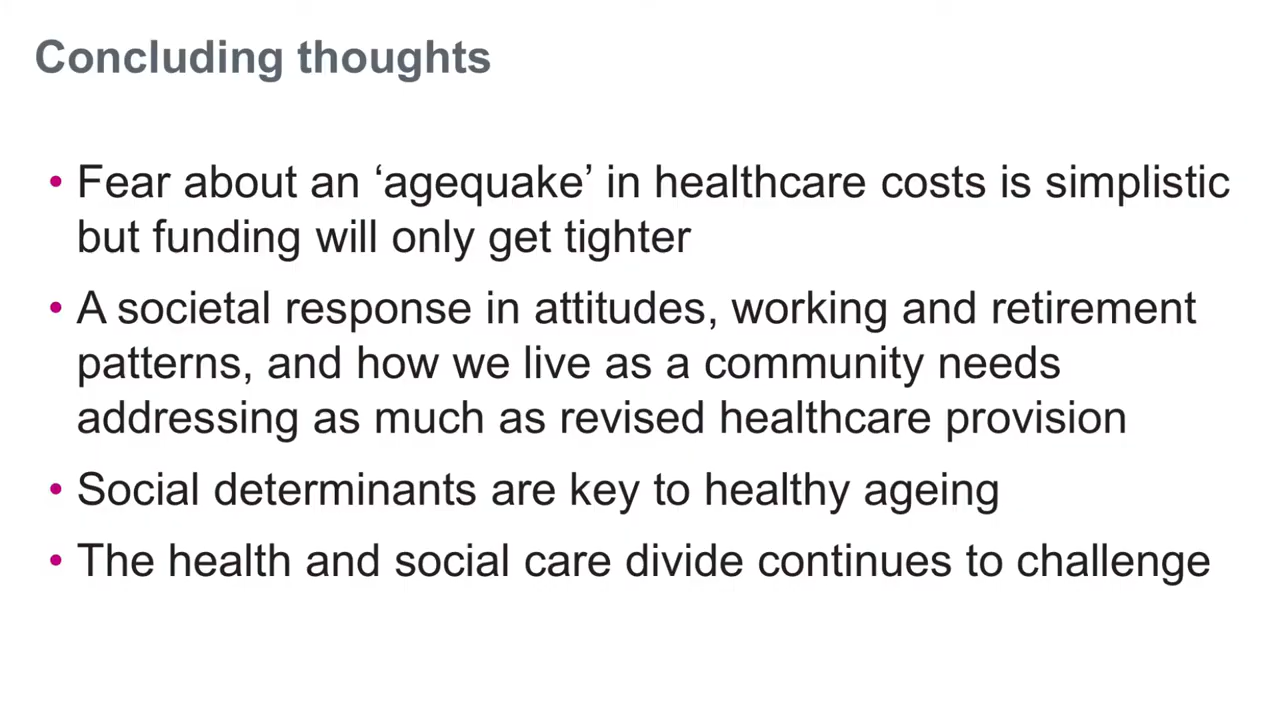 Concluding thoughts
• Fear about an ‘agequake’ in healthcare costs is simplistic
but funding will only get tighter
• A societal response in attitudes, working and retirement
patterns, and how we live as a community needs
addressing as much as revised healthcare provision
• Social determinants are key to healthy ageing
• The health and social care divide continues to challenge